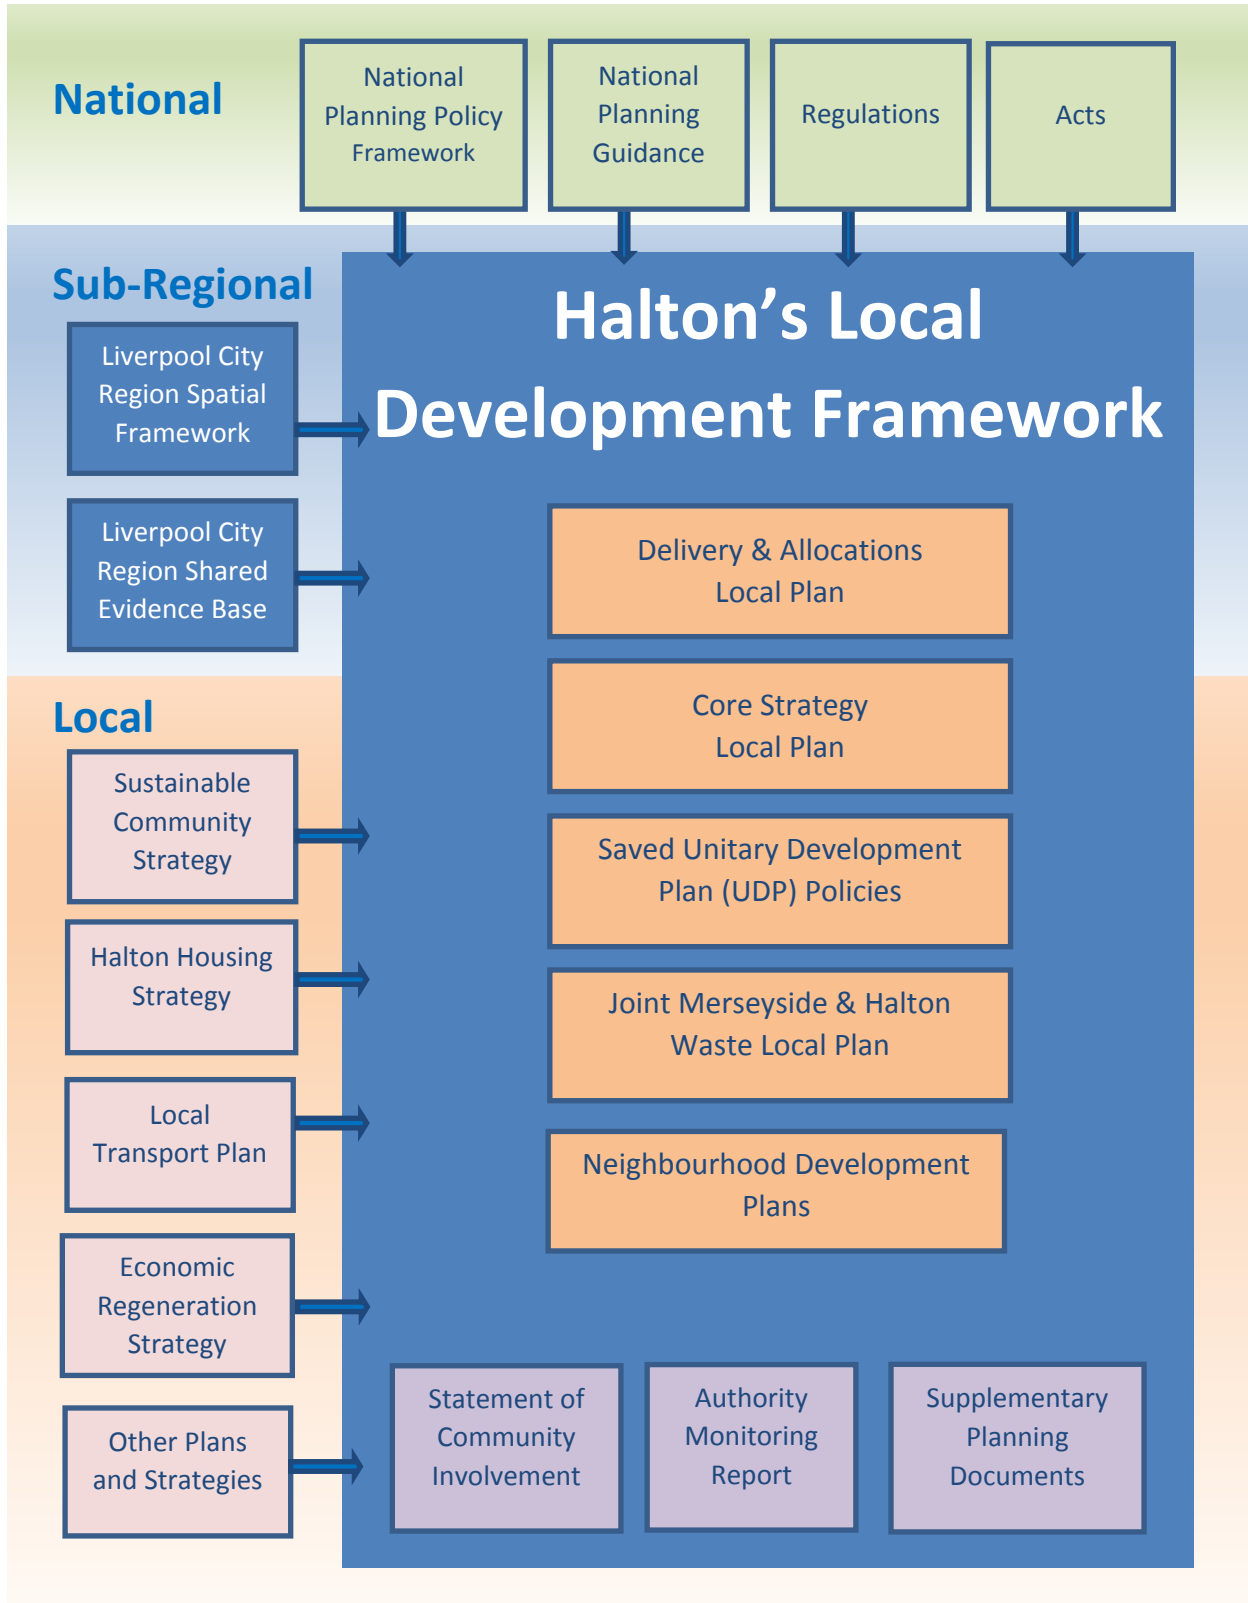 National
National
Planning Policy
Framework
National
Planning
Guidance
Regulations
Acts
Sub-Regional
Liverpool City
Region Spatial
Framework
Liverpool City
Region Shared
Evidence Base
Halton’s Local
Development Framework
Delivery & Allocations
Local Plan
Core Strategy
Local Plan
Saved Unitary Development
Plan (UDP) Policies
Joint Merseyside & Halton
Waste Local Plan
Neighbourhood Development
Plans
Local
Sustainable
Community
Strategy
Halton Housing
Strategy
Local
Transport Plan
Economic
Regeneration
Strategy
Other Plans
and Strategies
Statement of
Community
Involvement
Authority
Monitoring
Report
Supplementary
Planning
Documents